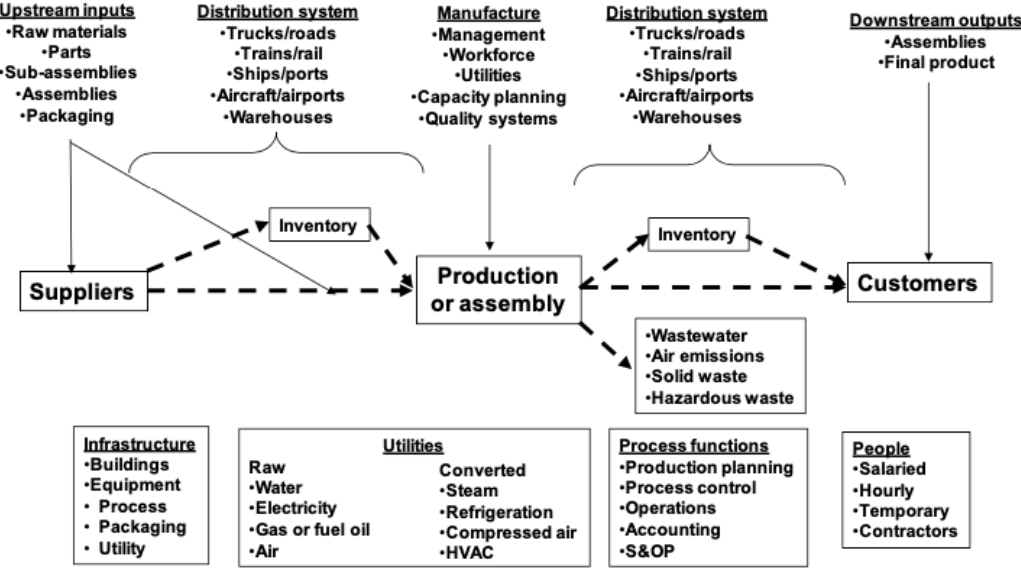 Upstream inputs
•Raw materials
•Parts
•Sub-assemblies
•Assemblies
•Packaging
Distribution system
•Trucks/roads
•Trains/rail
•Ships/ports
•Aircraft/airports
•Warehouses
Manufacture
•Management
•Workforce
•Utilities
•Capacity planning
•Quality systems
Distribution system
•Trucks/roads
•Trains/rail
•Ships/ports
•Aircraft/airports
•Warehouses
Downstream outputs
•Assemblies
•Final product
Suppliers
Inventory
Production
or assembly
Inventory
Customers
•Wastewater
•Air emissions
•Solid waste
•Hazardous waste
Infrastructure
•Buildings
•Equipment
• Process
• Packaging
• Utility
Utilities
Raw
•Water
•Electricity
•Gas or fuel oil
•Air
Converted
•Steam
•Refrigeration
•Compressed air
•HVAC
Process functions
•Production planning
•Process control
•Operations
•Accounting
•S&OP
People
•Salaried
•Hourly
•Temporary
•Contractors